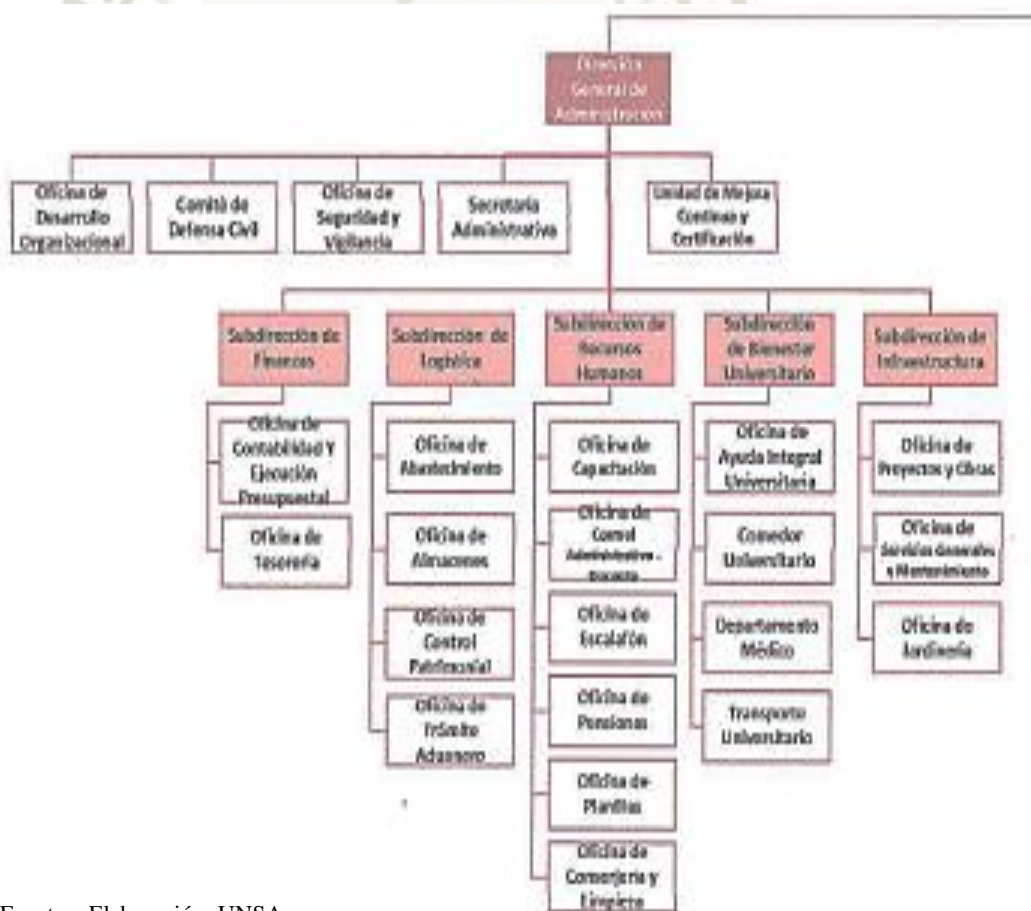 Dirección
General de
Administracion
Oficina de
Desarrollo
Organizacional
Comité de
Defensa Civil
Oficina de
Seguridad y
Vigilancia
Secretaria
Administrativa
Unidad de Mejora
Continua y
Certificación
Subdirección de
Finanzas
Subdirección de
Logística
Subdirección de
Recursos
Humanos
Subdirección
de Bienestar
Universitario
Subdirección de
Infraestructura
Oficina de
Contabilidad Y
Ejecución
Presupuestal
Oficina de
Tesorería
Oficina de
Abastecimiento
Oficina de
Almacenes
Oficina de
Control
Patrimonial
Oficina de
Trámite
Aduanero
Oficina de
Capacitación
Oficina de
Control
Administrativo -
Oficina de
Escalafón
Oficina de
Pensiones
Oficina de
Planillas
Oficina de
Conserjería y
Limpieza
Oficina de
Ayuda Integral
Universitaria
Comedor
Universitario
Departamento
Médico
Transporte
Universitario
Oficina de
Proyectos y Obras
Oficina de
Servicios Generales
y Mantenimiento
Oficina de
Jardinería
Elaboración UNSA